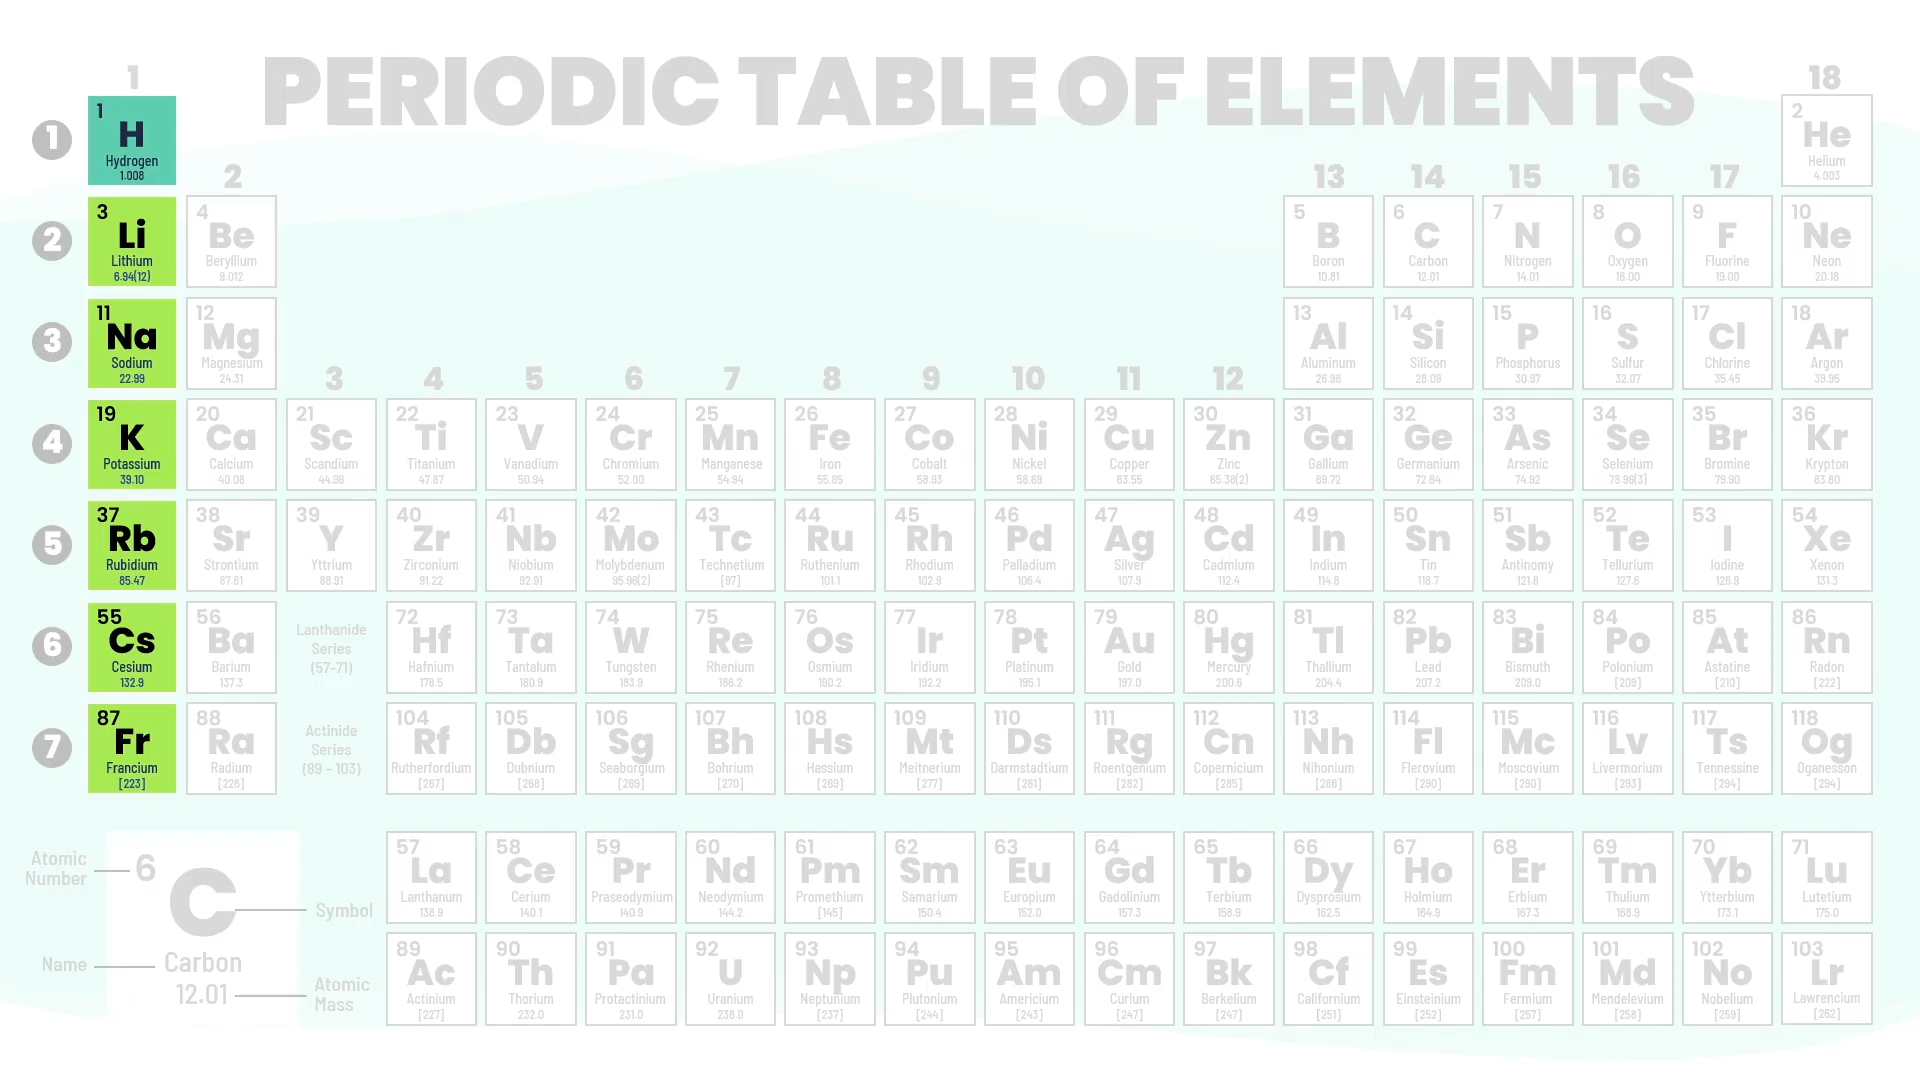 PERIODIC TABLE OF ELEMENTS
1
18
1
1
H
Hydrogen
1.008
2
He
Helium
4.003
2
13
14
15
16
17
2
3
Li
Lithium
6.94(12)
4
Be
Beryllium
9.012
5
B
Boron
10.81
6
C
Carbon
12.01
7
N
Nitrogen
14.01
8
O
Oxygen
16.00
9
F
Fluorine
19.00
10
Ne
Neon
20.18
3
11
Na
Sodium
22.99
12
Mg
Magnesium
24.31
13
Al
Aluminum
26.98
14
Si
Silicon
28.09
15
P
Phosphorus
30.97
16
S
Sulfur
32.07
17
Cl
Chlorine
35.45
18
Ar
Argon
39.95
3
4
5
6
7
8
9
10
11
12
4
19
K
Potassium
39.10
20
Ca
Calcium
40.08
21
Sc
Scandium
44.96
22
Ti
Titanium
47.87
23
V
Vanadium
50.94
24
Cr
Chromium
52.00
25
Mn
Manganese
54.94
26
Fe
Iron
55.85
27
Co
Cobalt
58.93
28
Ni
Nickel
58.69
29
Cu
Copper
63.55
30
Zn
Zinc
65.38(2)
31
Ga
Gallium
69.72
32
Ge
Germanium
72.64
33
As
Arsenic
74.92
34
Se
Selenium
78.96(3)
35
Br
Bromine
79.90
36
Kr
Krypton
83.80
5
37
Rb
Rubidium
85.47
38
Sr
Strontium
87.61
39
Y
Yttrium
88.91
40
Zr
Zirconium
91.22
41
Nb
Niobium
92.91
42
Mo
Molybdenum
95.96(2)
43
Tc
Technetium
[97]
44
Ru
Ruthenium
101.1
45
Rh
Rhodium
102.9
46
Pd
Palladium
106.4
47
Ag
Silver
107.9
48
Cd
Cadmium
112.4
49
In
Indium
114.8
50
Sn
Tin
118.7
51
Sb
Antinomy
121.8
52
Te
Tellurium
127.6
53
I
Iodine
126.9
54
Xe
Xenon
131.3
6
55
Cs
Cesium
132.9
56
Ba
Barium
137.3
Lanthanide
Series
(57-71)
72
Hf
Hafnium
178.5
73
Ta
Tantalum
180.9
74
W
Tungsten
183.9
75
Re
Rhenium
186.2
76
Os
Osmium
190.2
77
Ir
Iridium
192.2
78
Pt
Platinum
195.1
79
Au
Gold
197.0
80
Hg
Mercury
200.6
81
Tl
Thallium
204.4
82
Pb
Lead
207.2
83
Bi
Bismuth
209.0
84
Po
Polonium
[209]
85
At
Astatine
[210]
86
Rn
Radon
[222]
7
87
Fr
Francium
[223]
88
Ra
Radium
[226]
Actinide
Series
(89 – 103)
104
Rf
Rutherfordium
[267]
105
Db
Dubnium
[268]
106
Sg
Seaborgium
[269]
107
Bh
Bohrium
[270]
108
Hs
Hassium
[269]
109
Mt
Meitnerium
[277]
110
Ds
Darmstadtium
[281]
111
Rg
Roentgenium
[282]
112
Cn
Copernicium
[285]
113
Nh
Nihonium
[286]
114
Fl
Flerovium
[290]
115
Mc
Moscovium
[290]
116
Lv
Livermorium
[293]
117
Ts
Tennessine
[294]
118
Og
Oganesson
[294]
Atomic
Number
6
C
Symbol
Name
Carbon
12.01
Atomic
Mass
57
La
Lanthanum
138.9
58
Ce
Cerium
140.1
59
Pr
Praseodymium
140.9
60
Nd
Neodymium
144.2
61
Pm
Promethium
[145]
62
Sm
Samarium
150.4
63
Eu
Europium
152.0
64
Gd
Gadolinium
157.3
65
Tb
Terbium
158.9
66
Dy
Dysprosium
162.5
67
Ho
Holmium
164.9
68
Er
Erbium
167.3
69
Tm
Thulium
168.9
70
Yb
Ytterbium
173.1
71
Lu
Lutetium
175.0
89
Ac
Actinium
[227]
90
Th
Thorium
232.0
91
Pa
Protactinium
231.0
92
U
Uranium
238.0
93
Np
Neptunium
[237]
94
Pu
Plutonium
[244]
95
Am
Americium
[243]
96
Cm
Curium
[247]
97
Bk
Berkelium
[247]
98
Cf
Californium
[251]
99
Es
Einsteinium
[252]
100
Fm
Fermium
[257]
101
Md
Mendelevium
[258]
102
No
Nobelium
[259]
103
Lr
Lawrencium
[262]